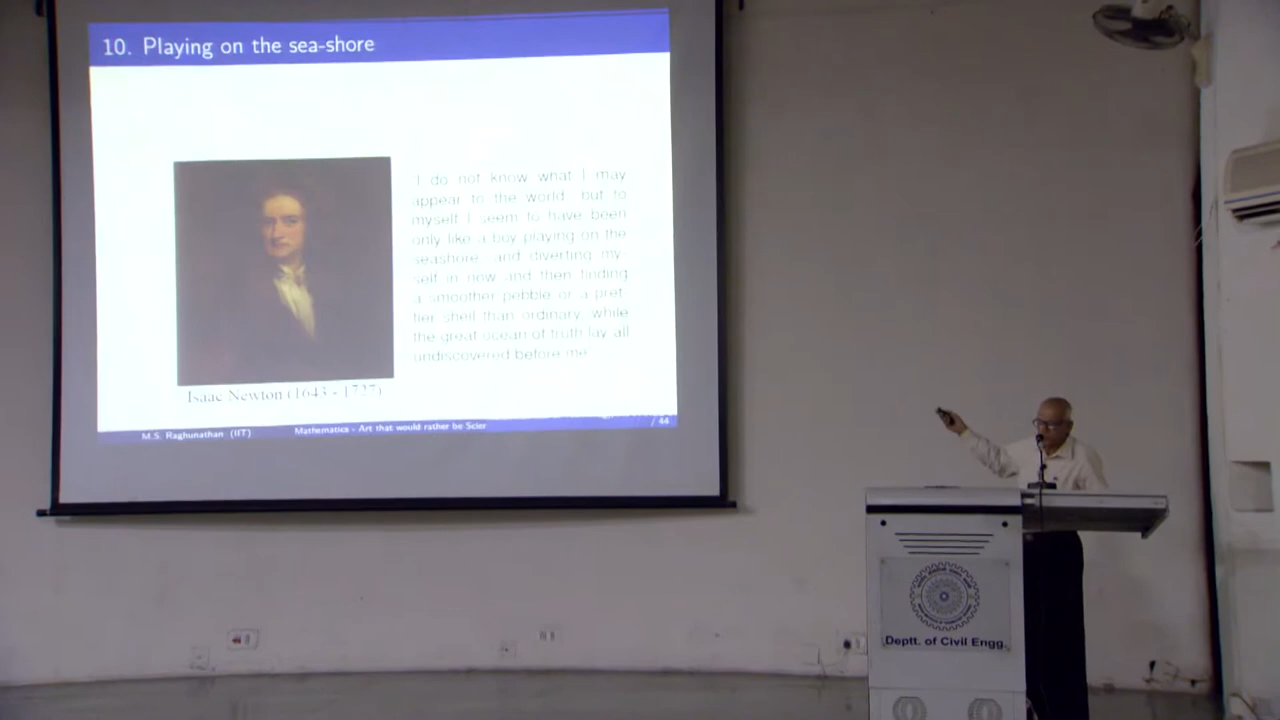 10. Playing on the sea-shore
I do not know what I may
appear to the world, but to
myself I seem to have been
only like a boy playing on the
seashore, and diverting my-
self in now and then finding
a smoother pebble or a pret-
tier shell than ordinary, while
the great ocean of truth lay all
undiscovered before me
Isaac Newton (1643 - 1727)
M.S. Raghunathan (IIT) Mathematics - Art that would rather be Scier / 44
Deptt. of Civil Engg.